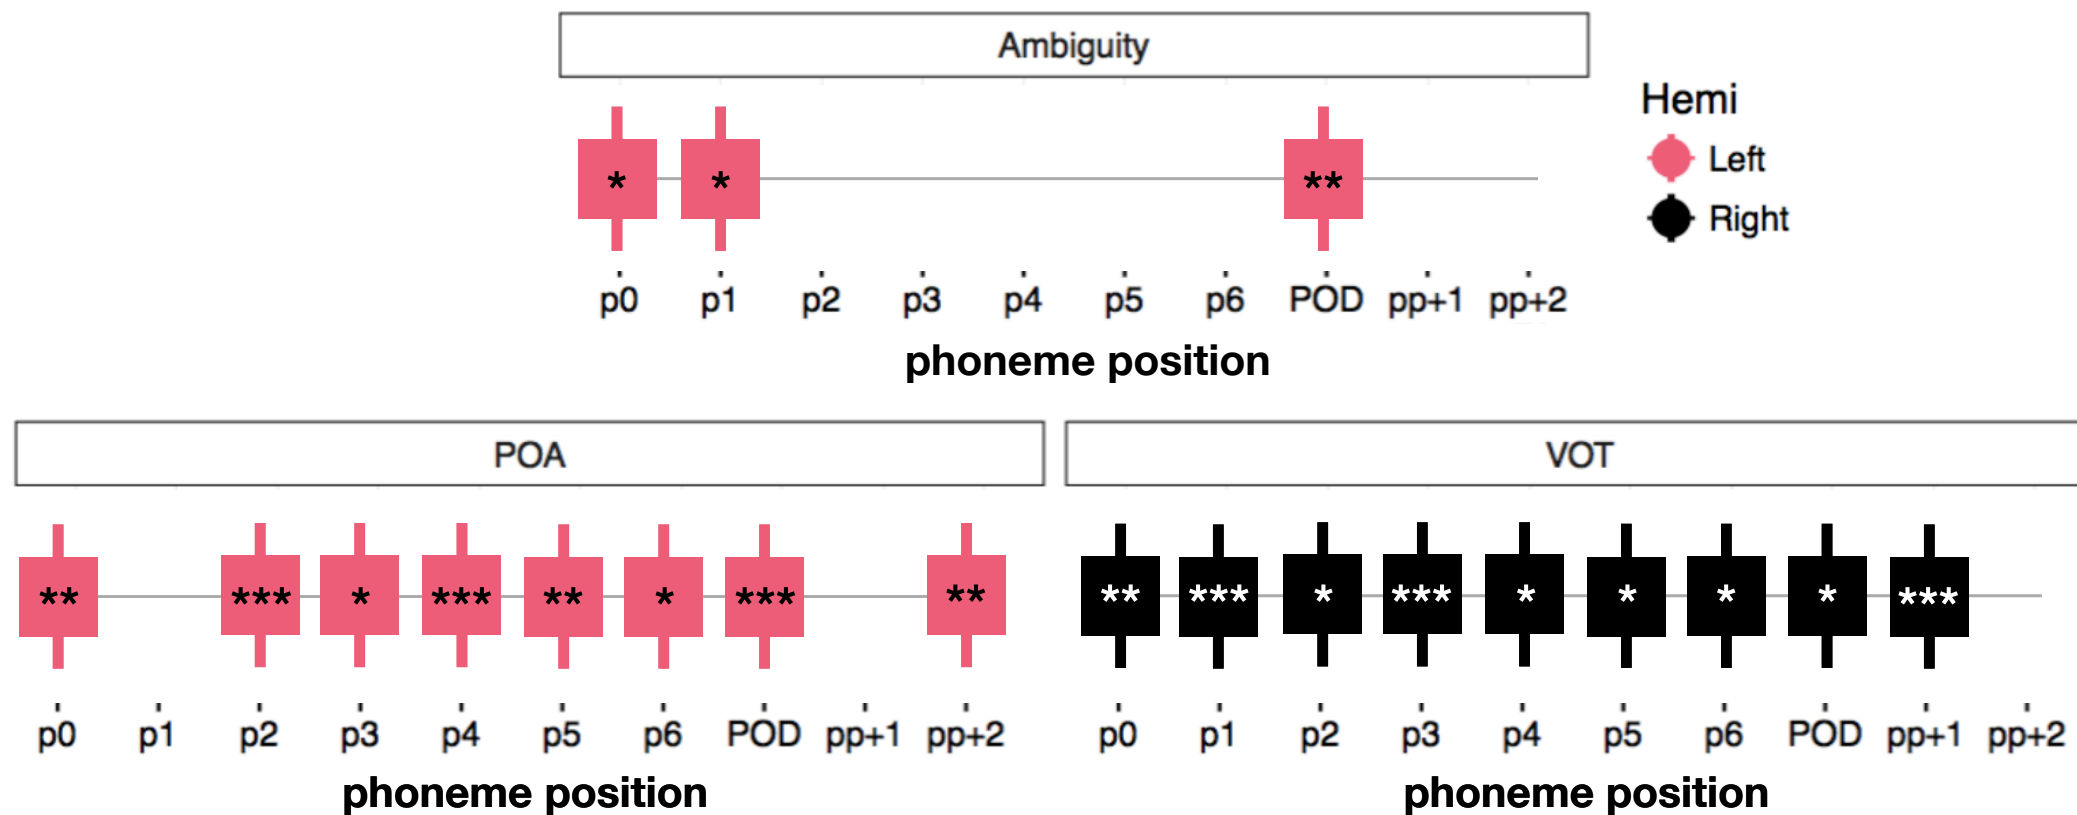 Ambiguity
Hemi
Left
Right
* * **
p0 p1 p2 p3 p4 p5 p6 POD pp+1 pp+2
phoneme position
POA
** *** * *** ** * *** **
p0 p1 p2 p3 p4 p5 p6 POD pp+1 pp+2
phoneme position
VOT
** *** * *** * * * * ***
p0 p1 p2 p3 p4 p5 p6 POD pp+1 pp+2
phoneme position